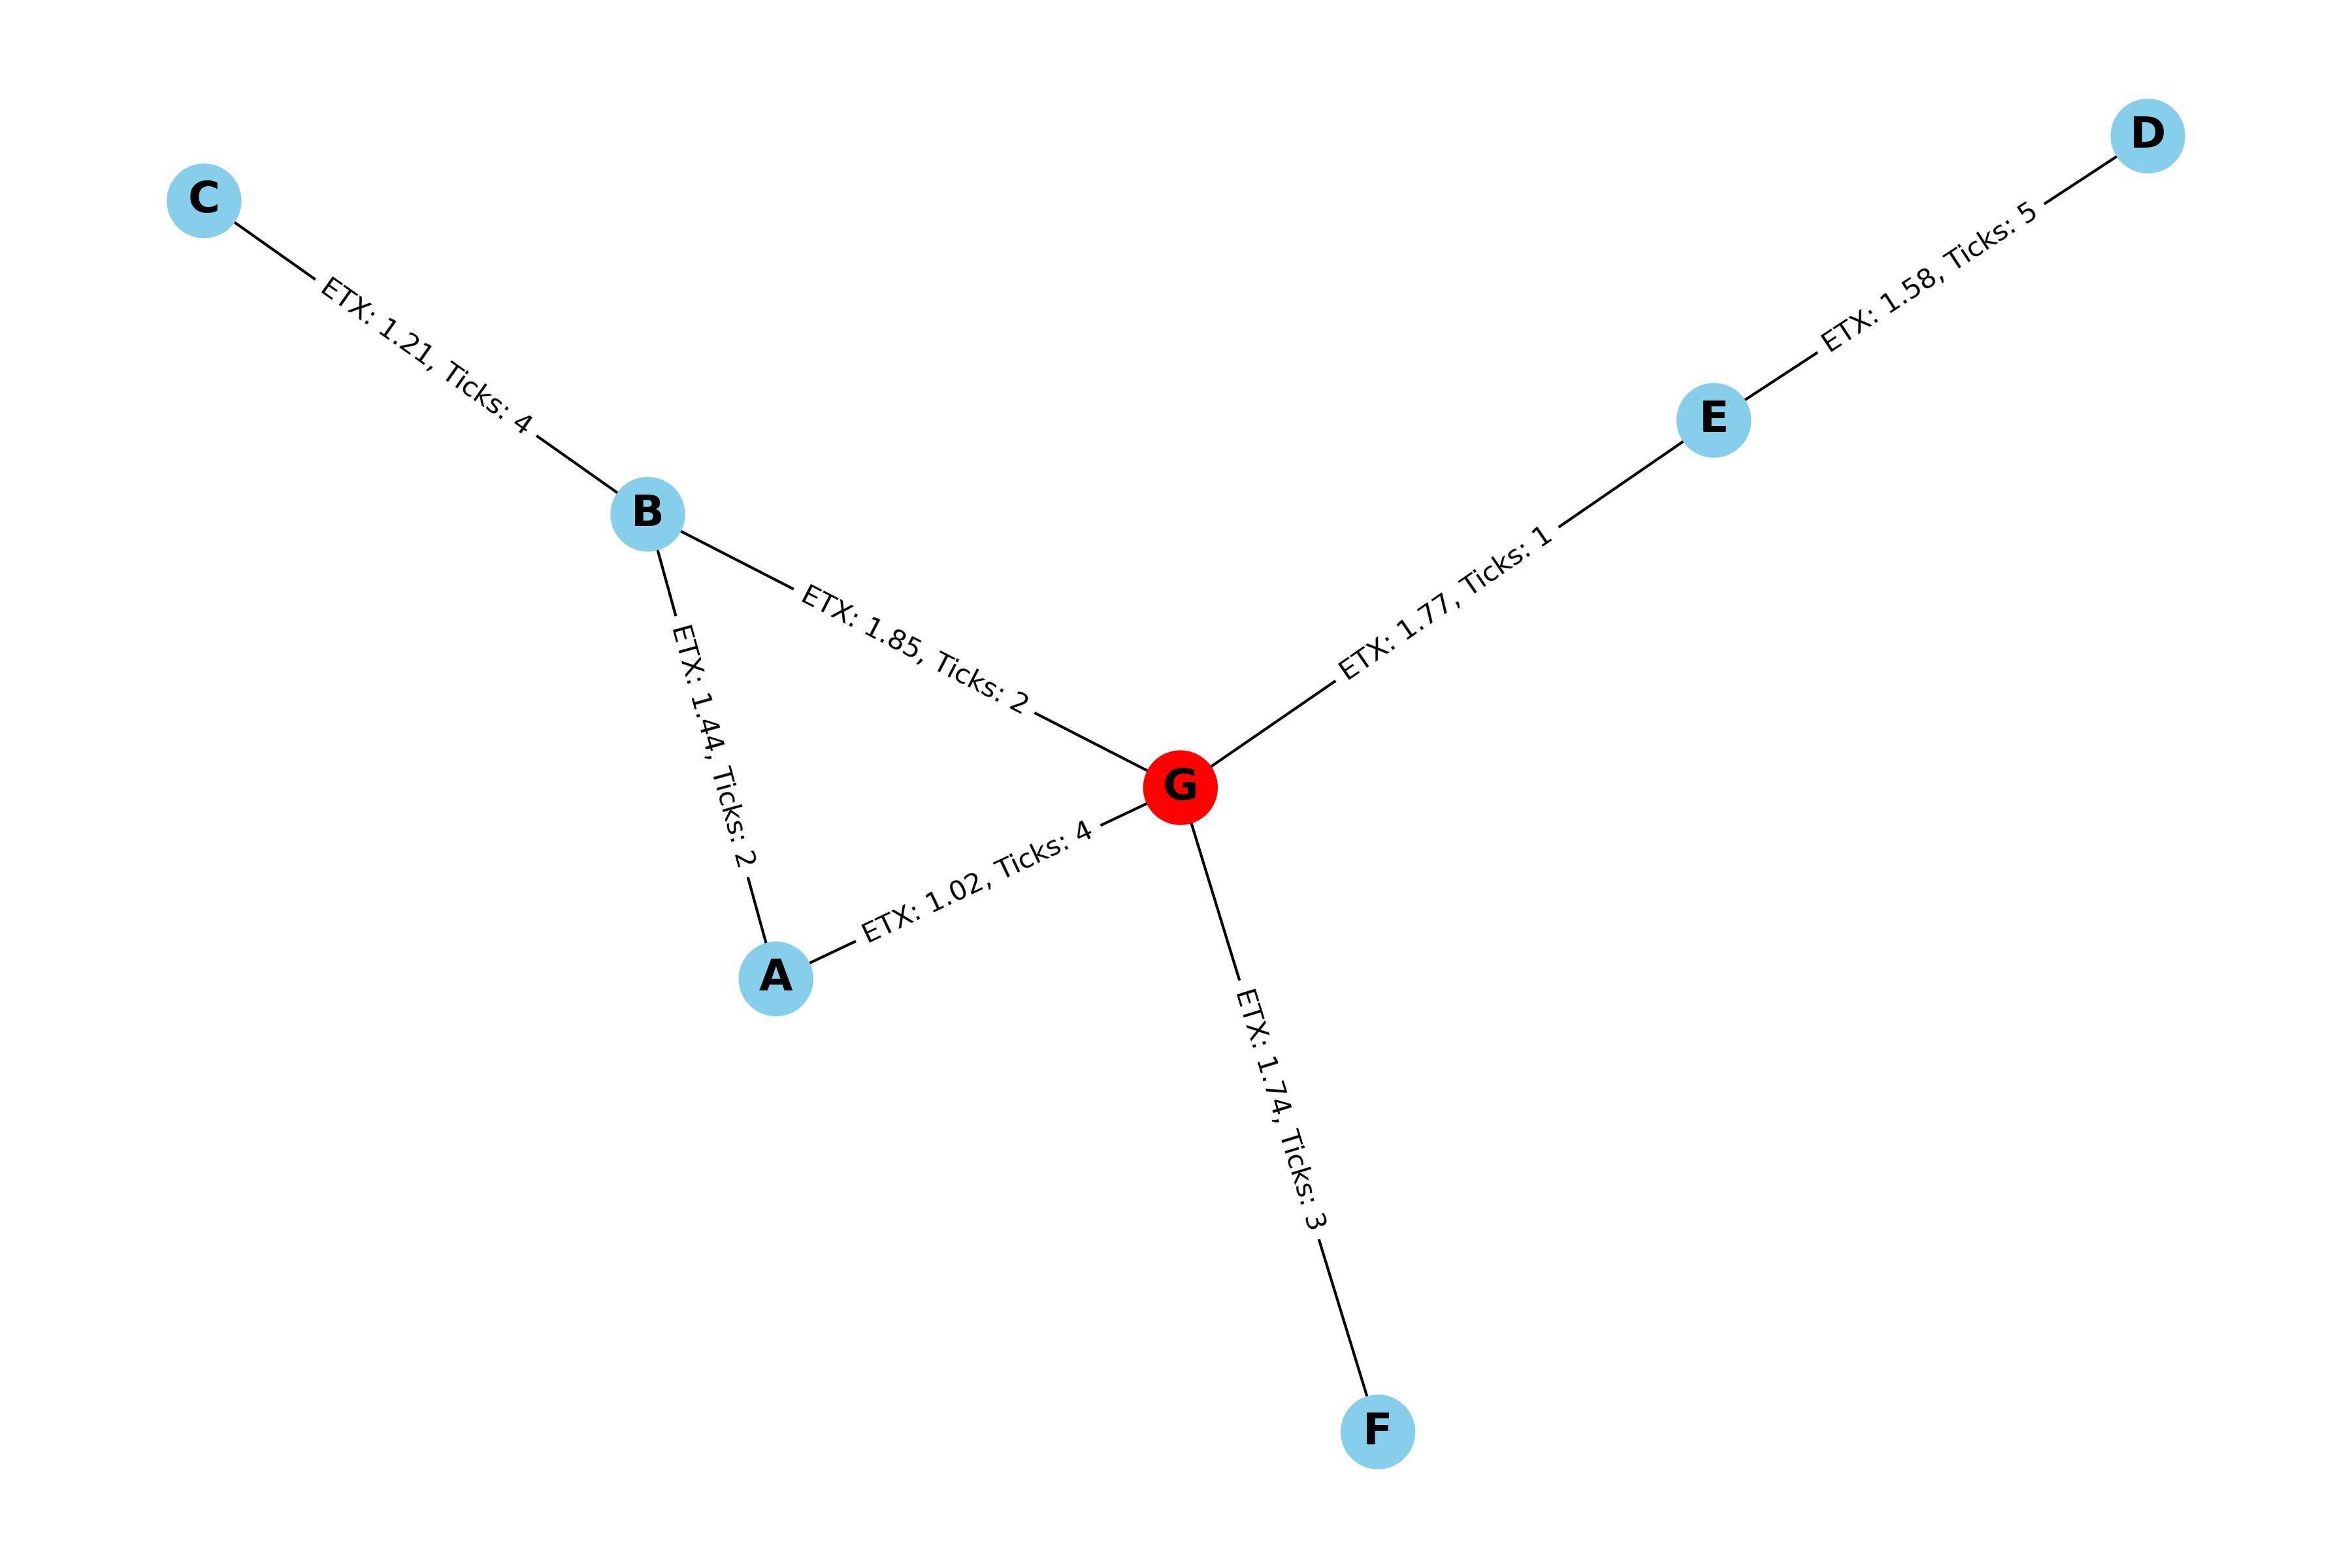 D
C
ETX: 1.58, Ticks: 5
ETX: 1.21, Ticks: 4
E
B
ETX: 1.77, Ticks: 1
ETX: 1.85, Ticks: 2
ETX: 1.44, Ticks: 2
G
ETX: 1.02, Ticks: 4
A
ETX: 1.74, Ticks: 3
F